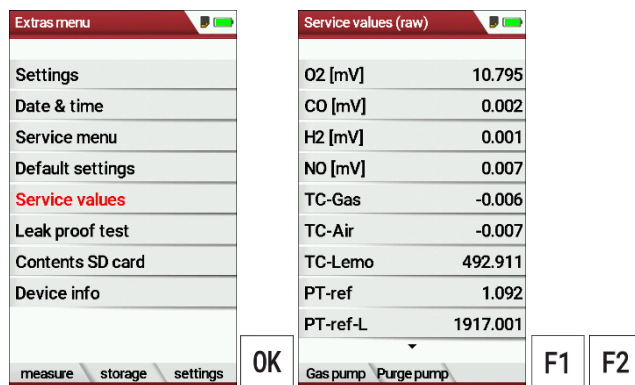 Extras menu
Settings
Date & time
Service menu
Default settings
Service values
Leak proof test
Contents SD card
Device info
measure storage settings
OK
Service values (raw)
O2 [mV] 10.795
CO [mV] 0.002
H2 [mV] 0.001
NO [mV] 0.007
TC-Gas -0.006
TC-Air -0.007
TC-Lemo 492.911
PT-ref 1.092
PT-ref-L 1917.001
Gas pump Purge pump
F1 F2